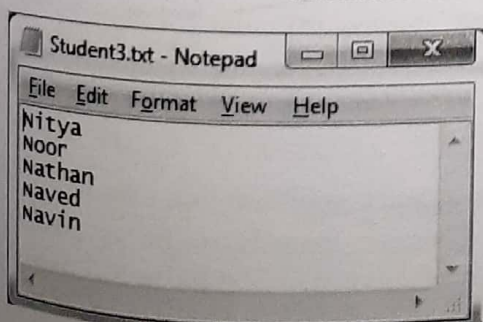 Student3.txt - Notepad
File Edit Format View Help
Nitya
Noor
Nathan
Naved
Navin